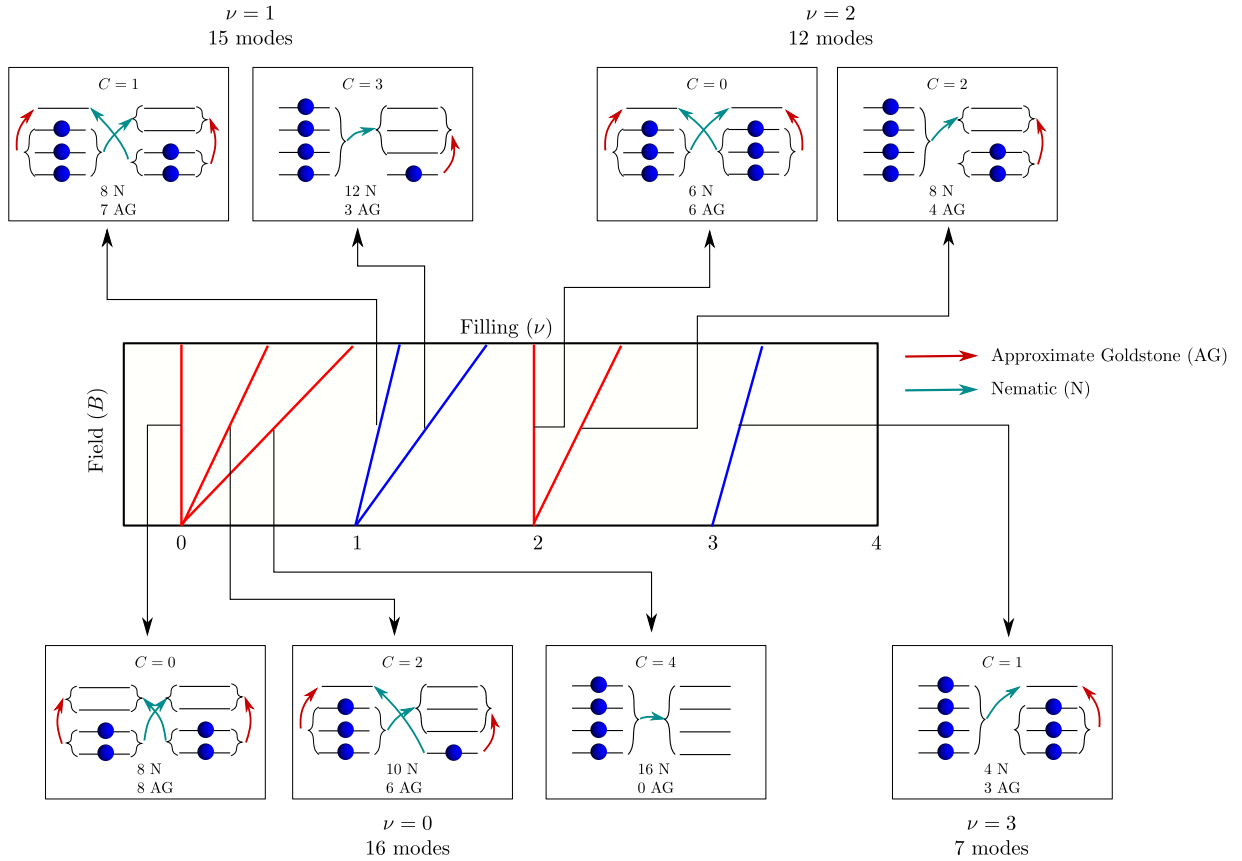 ν = 1
15 modes
ν = 2
12 modes
C = 1
8 N
7 AG
C = 3
12 N
3 AG
C = 0
6 N
6 AG
C = 2
8 N
4 AG
Filling (ν)
Field (B)
0
1
2
3
4
Approximate Goldstone (AG)
Nematic (N)
C = 0
8 N
8 AG
C = 2
10 N
6 AG
C = 4
16 N
0 AG
C = 1
4 N
3 AG
ν = 0
16 modes
ν = 3
7 modes